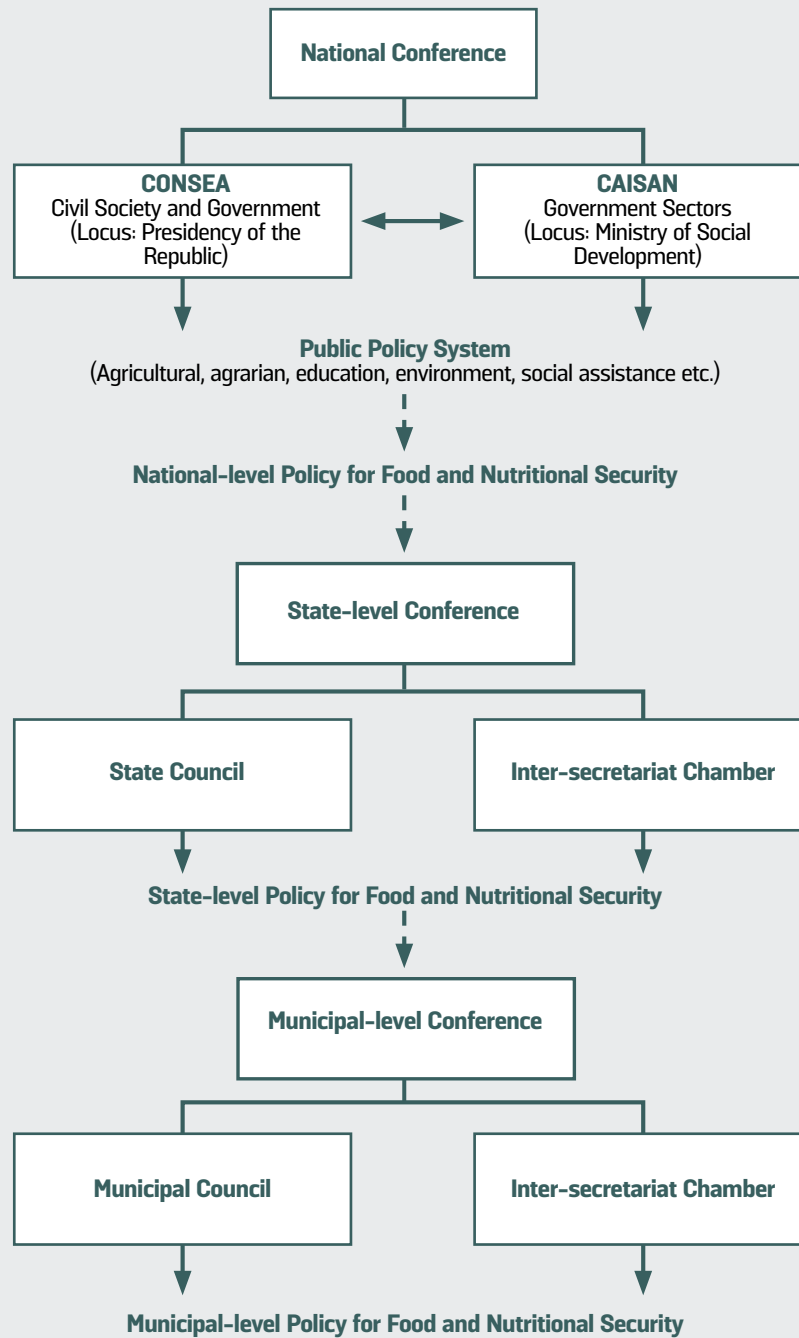 National Conference
CONSEA
Civil Society and Government
(Locus: Presidency of the
Republic)
CAISAN
Government Sectors
(Locus: Ministry of Social
Development)
Public Policy System
(Agricultural, agrarian, education, environment, social assistance etc.)
National-level Policy for Food and Nutritional Security
State-level Conference
State Council
Inter-secretariat Chamber
State-level Policy for Food and Nutritional Security
Municipal-level Conference
Municipal Council
Inter-secretariat Chamber
Municipal-level Policy for Food and Nutritional Security